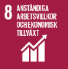 8 ANSTÄNDIGA
ARBETSVILLKOR
OCH EKONOMISK
TILLVÄXT